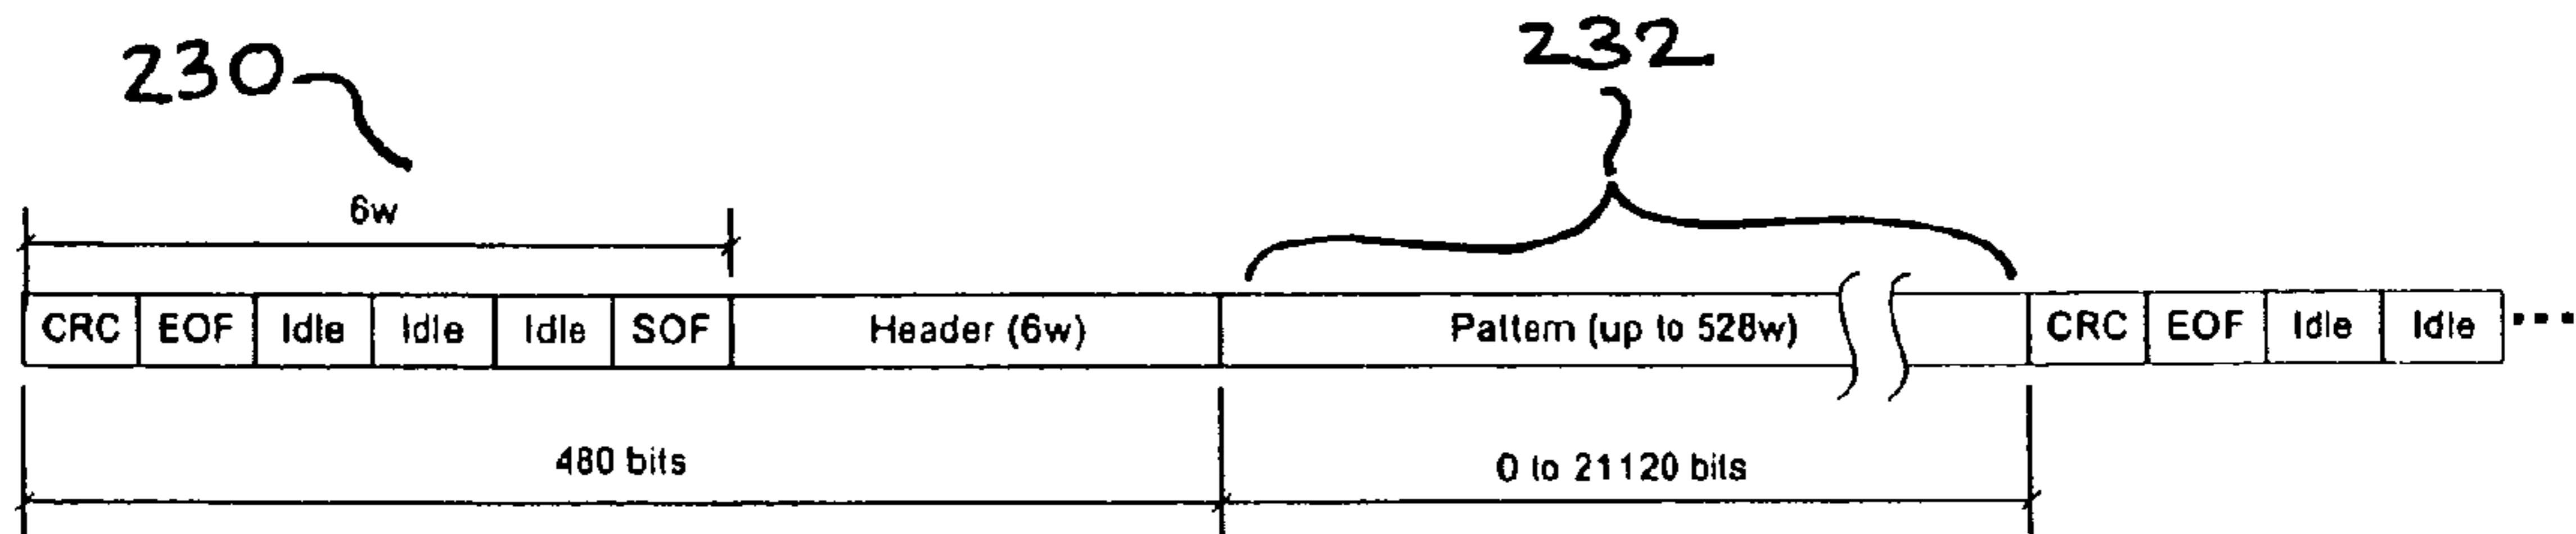 230
232
6w
CRC EOF Idle Idle Idle SOF Header (6w) Pattern (up to 528w) CRC EOF Idle Idle ...
480 bits
0 to 21120 bits